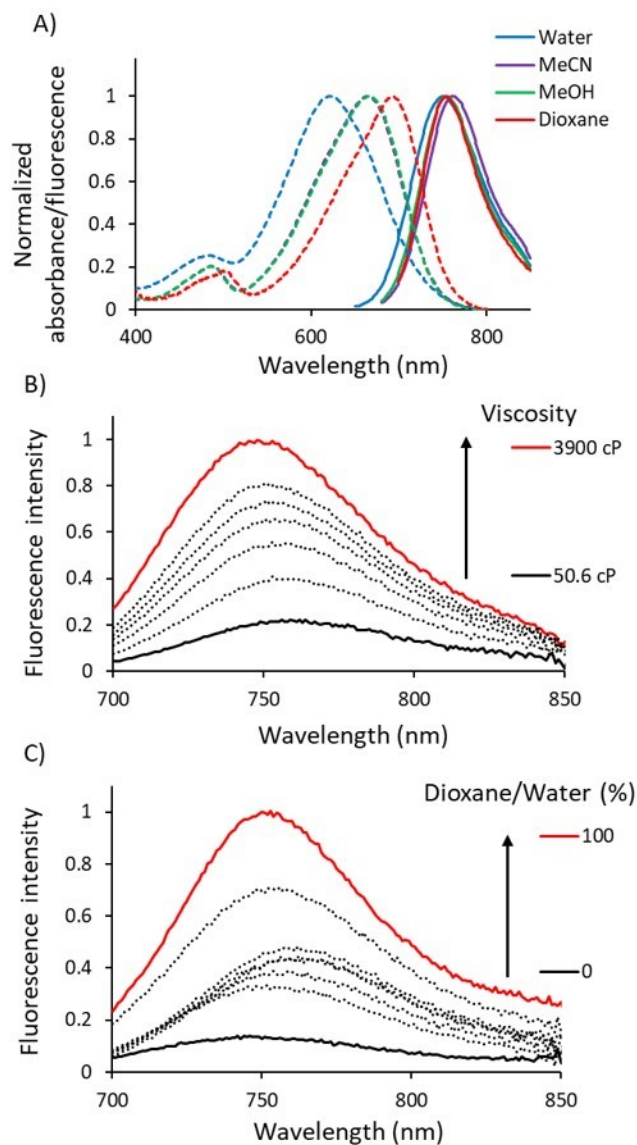 A)
Water
MeCN
MeOH
Dioxane
Normalized
absorbance/fluorescence
1
0.8
0.6
0.4
0.2
0
400
600
800
Wavelength (nm)
B)
Viscosity
3900 cP
50.6 cP
Fluorescence intensity
1
0.8
0.6
0.4
0.2
0
700
750
800
850
Wavelength (nm)
C)
Dioxane/Water (%)
100
0
Fluorescence intensity
1
0.8
0.6
0.4
0.2
0
700
750
800
850
Wavelength (nm)